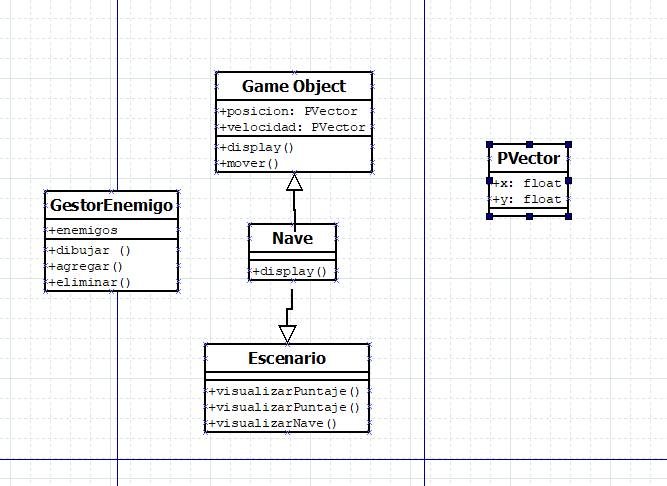 Game Object
+posicion: PVector
+velocidad: PVector
+display()
+mover()
PVector
+x: float
+y: float
GestorEnemigo
+enemigos
+dibujar ()
+agregar()
+eliminar()
Nave
+display()
Escenario
+visualizarPuntaje()
+visualizarPuntaje()
+visualizarNave()